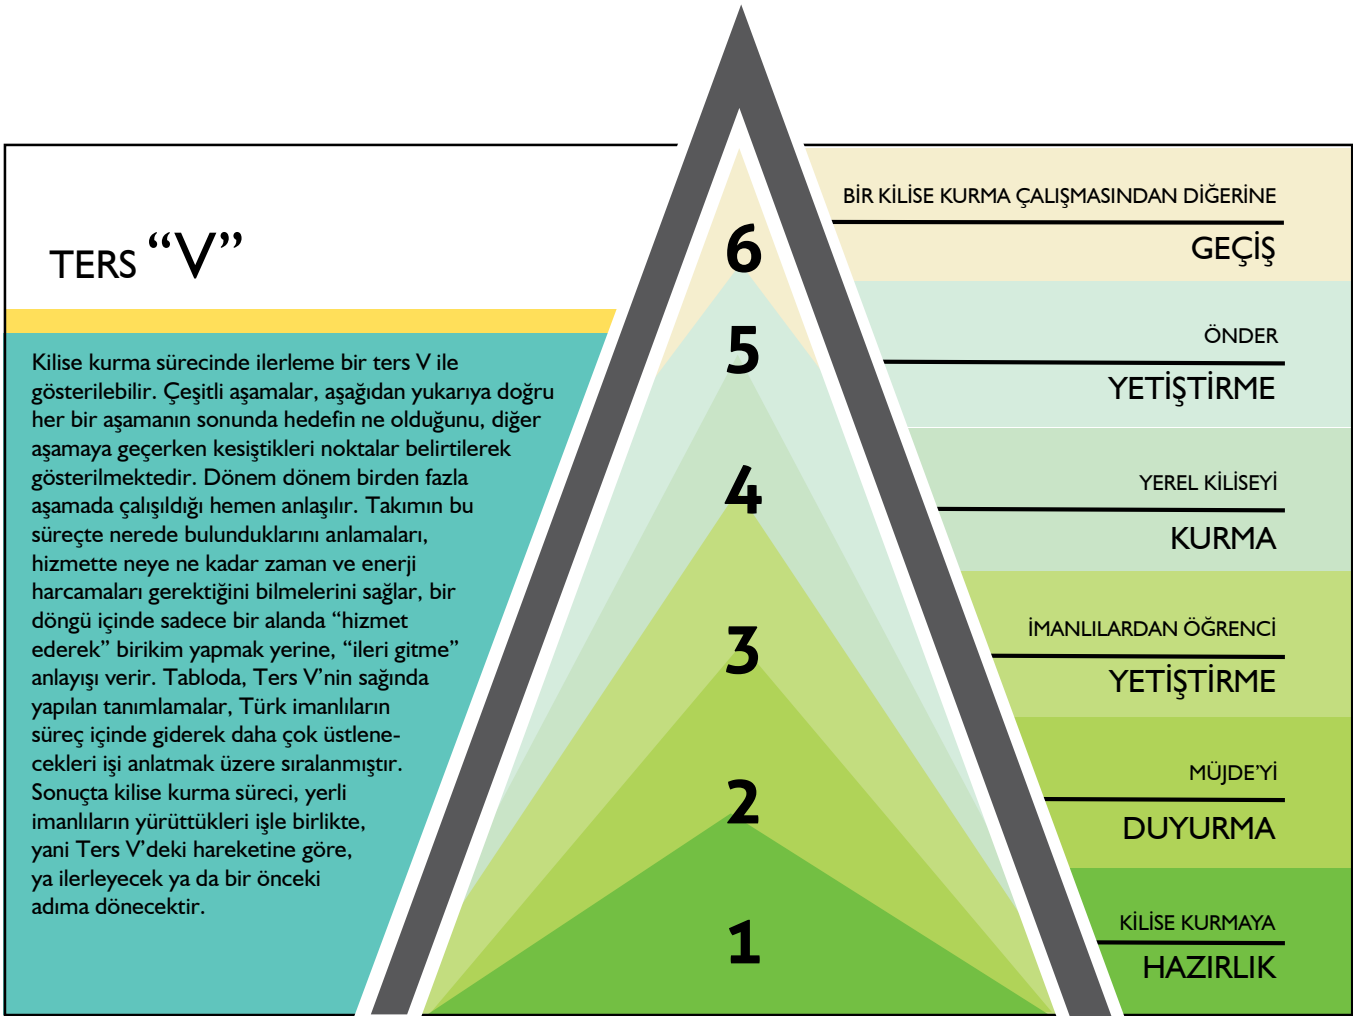 TERS “V”
Kilise kurma sürecinde ilerleme bir ters V ile
gösterilebilir. Çeşitli aşamalar, aşağıdan yukarıya doğru
her bir aşamanın sonunda hedefin ne olduğunu, diğer
aşamaya geçerken kesiştikleri noktalar belirtilerek
gösterilmektedir. Dönem dönem birden fazla
aşamada çalışıldığı hemen anlaşılır. Takımın bu
süreçte nerede bulunduklarını anlamaları,
hizmette neye ne kadar zaman ve enerji
harcamaları gerektiğini bilmelerini sağlar, bir
döngü içinde sadece bir alanda “hizmet
ederek” birikim yapmak yerine, “ileri gitme”
anlayışı verir. Tabloda, Ters V’nin sağında
yapılan tanımlamalar, Türk imanlıların
süreç içinde giderek daha çok üstlene-
cekleri işi anlatmak üzere sıralanmıştır.
Sonuçta kilise kurma süreci, yerli
imanlıların yürüttükleri işle birlikte,
yani Ters V’deki hareketine göre,
ya ilerleyecek ya da bir önceki
adıma dönecektir.
6
BİR KİLİSE KURMA ÇALIŞMASINDAN DİĞERİNE
GEÇİŞ
5
ÖNDER
YETİŞTİRME
4
YEREL KİLİSEYİ
KURMA
3
İMANLILARDAN ÖĞRENCİ
YETİŞTİRME
2
MÜJDE’Yİ
DUYURMA
1
KİLİSE KURMAYA
HAZIRLIK